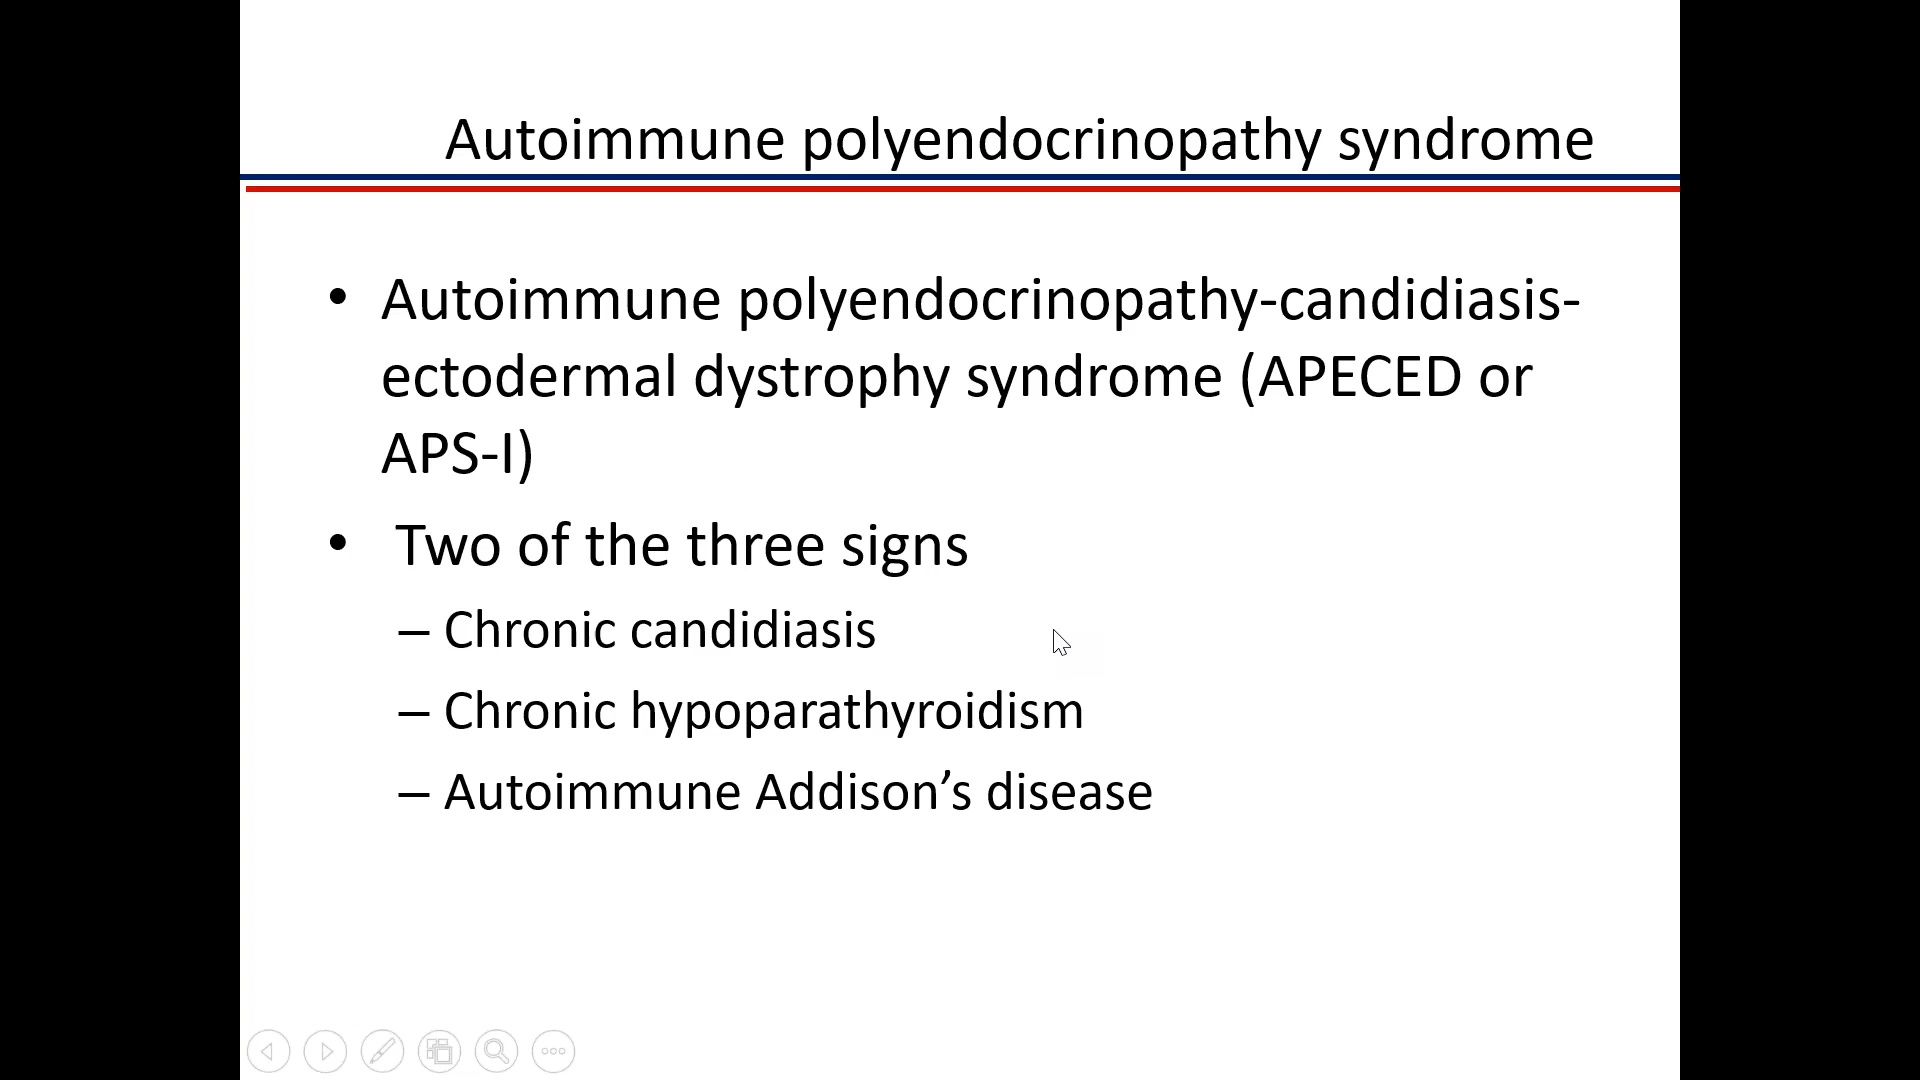 Autoimmune polyendocrinopathy syndrome
• Autoimmune polyendocrinopathy-candidiasis-
ectodermal dystrophy syndrome (APECED or
APS-I)
• Two of the three signs
– Chronic candidiasis
– Chronic hypoparathyroidism
– Autoimmune Addison’s disease